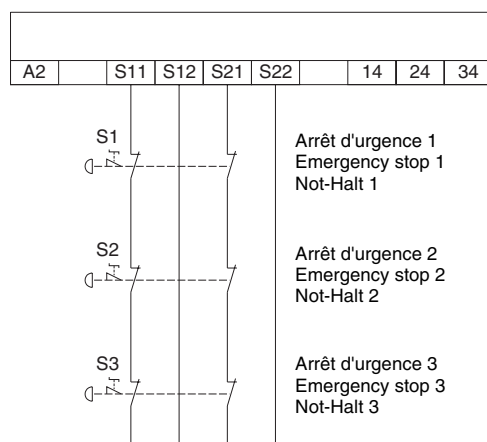 A2 S11 S12 S21 S22 14 24 34
S1
Arrêt d'urgence 1
Emergency stop 1
Not-Halt 1
S2
Arrêt d'urgence 2
Emergency stop 2
Not-Halt 2
S3
Arrêt d'urgence 3
Emergency stop 3
Not-Halt 3